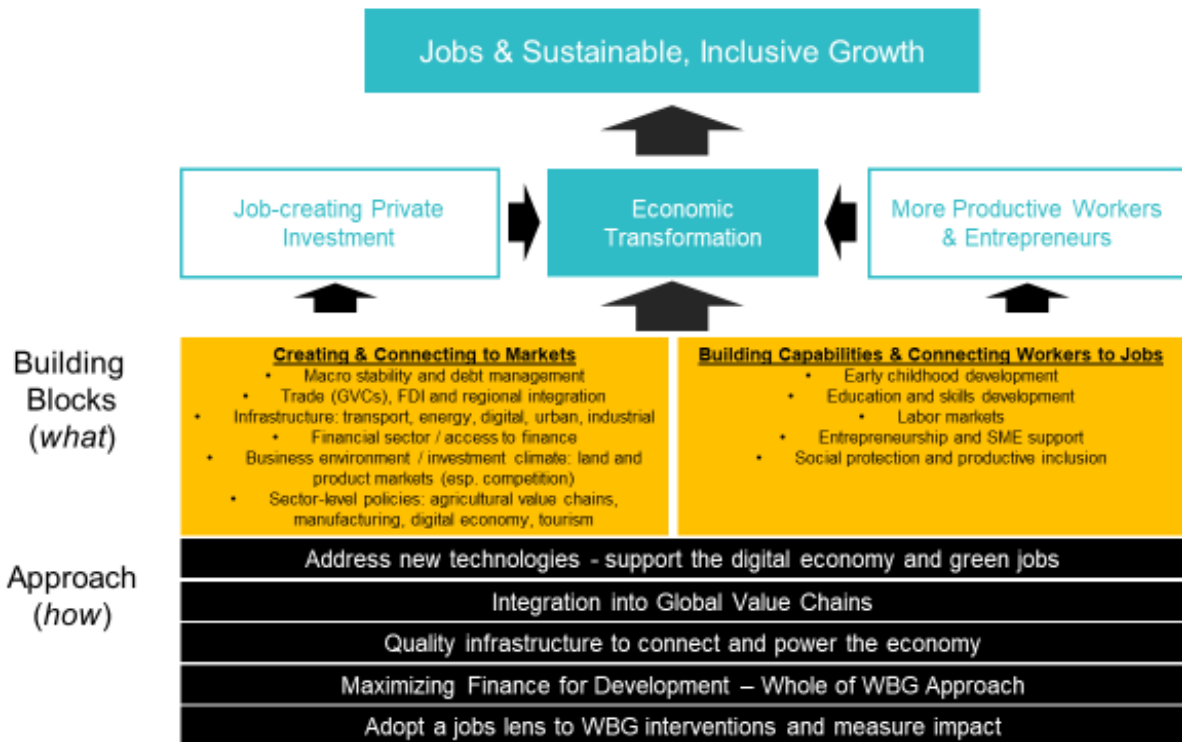 Jobs & Sustainable, Inclusive Growth
Job-creating Private
Investment
Economic
Transformation
More Productive Workers
& Entrepreneurs
Building
Blocks
(what)
Creating & Connecting to Markets
• Macro stability and debt management
• Trade (GVCs), FDI and regional integration
• Infrastructure: transport, energy, digital, urban, industrial
• Financial sector / access to finance
• Business environment / investment climate: land and
product markets (esp. competition)
• Sector-level policies: agricultural value chains,
manufacturing, digital economy, tourism
Building Capabilities & Connecting Workers to Jobs
• Early childhood development
• Education and skills development
• Labor markets
• Entrepreneurship and SME support
• Social protection and productive inclusion
Approach
(how)
Address new technologies - support the digital economy and green jobs
Integration into Global Value Chains
Quality infrastructure to connect and power the economy
Maximizing Finance for Development – Whole of WBG Approach
Adopt a jobs lens to WBG interventions and measure impact